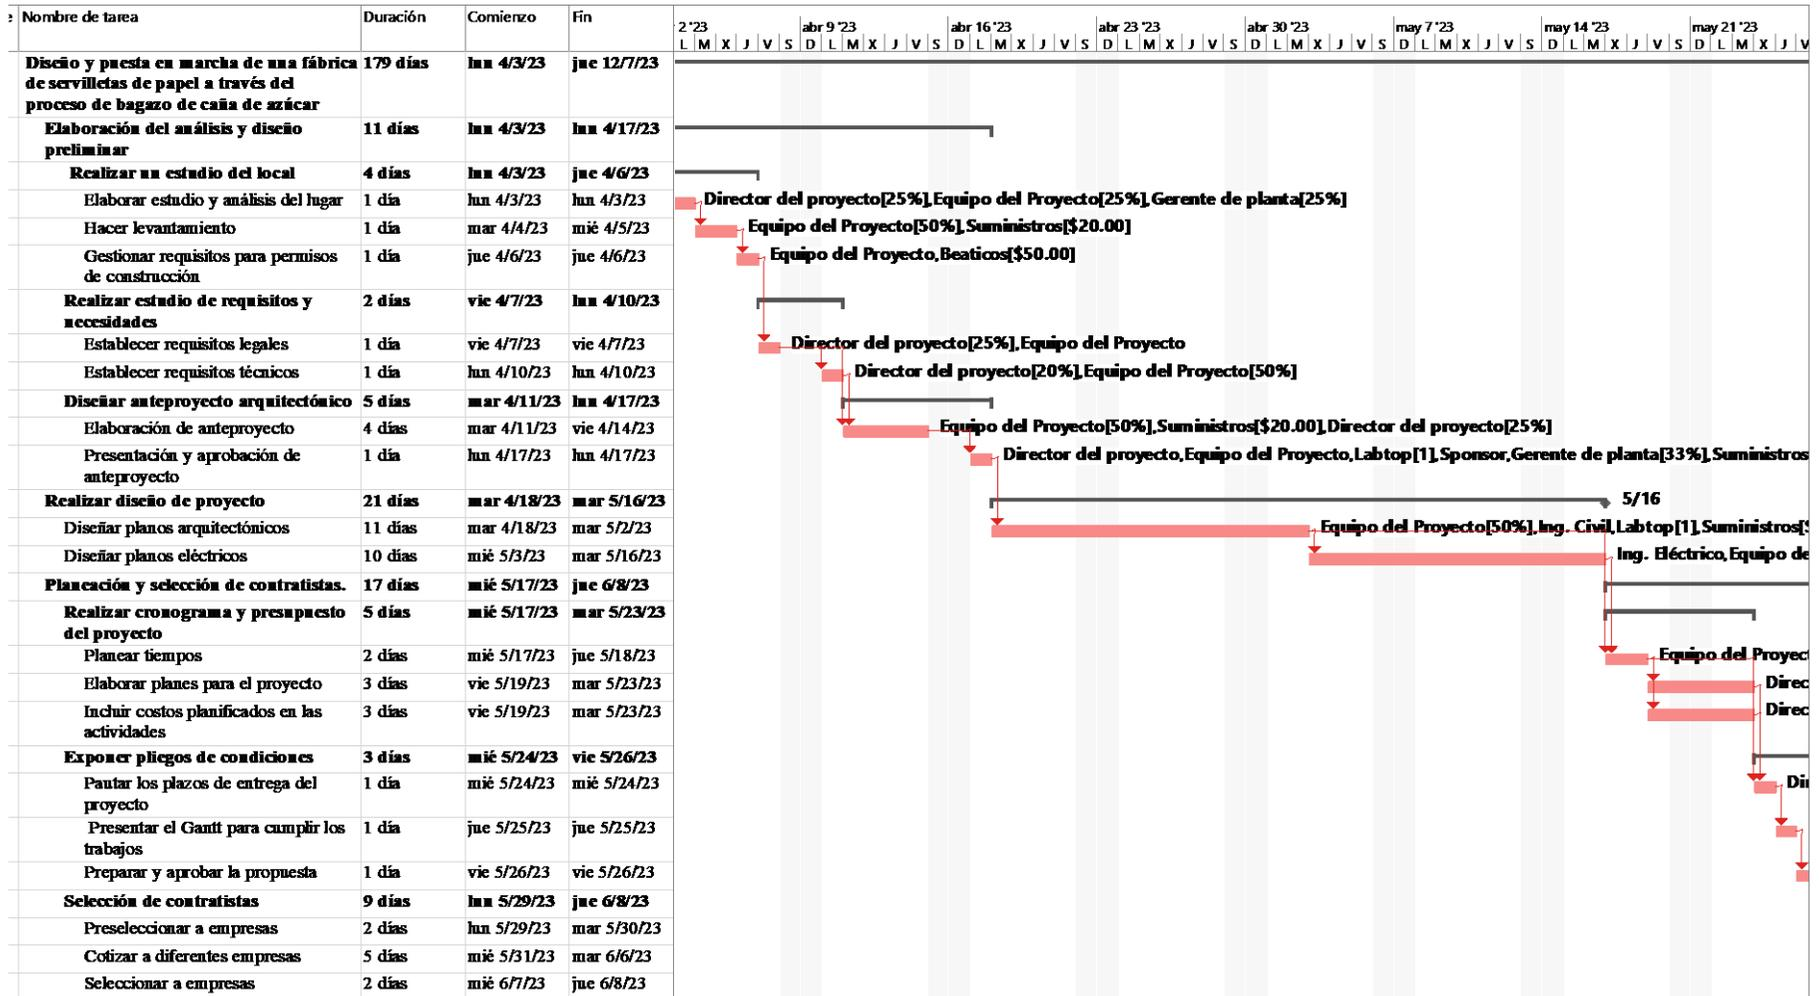 Nombre de tarea Duración Comienzo Fin
2 '23 abr 9 '23 abr 16 '23 abr 23 '23 abr 30 '23 may 7 '23 may 14 '23 may 21 '23
L M X J V S D L M X J V S D L M X J V S D L M X J V S D L M X J V S D L M X J V S D L M X J V S D L M X J V
Diseño y puesta en marcha de una fábrica 179 días lun 4/3/23 jue 12/7/23
de servilletas de papel a través del
proceso de bagazo de caña de azúcar
Elaboración del análisis y diseño 11 días lun 4/3/23 lun 4/17/23
preliminar
Realizar un estudio del local 4 días lun 4/3/23 jue 4/6/23
Elaborar estudio y análisis del lugar 1 día lun 4/3/23 lun 4/3/23 Director del proyecto[25%],Equipo del Proyecto[25%],Gerente de planta[25%]
Hacer levantamiento 1 día mar 4/4/23 mié 4/5/23 Equipo del Proyecto[50%],Suministros[$20.00]
Gestionar requisitos para permisos 1 día jue 4/6/23 jue 4/6/23 Equipo del Proyecto,Beaticos[$50.00]
de construcción
Realizar estudio de requisitos y 2 días vie 4/7/23 lun 4/10/23
necesidades
Establecer requisitos legales 1 día vie 4/7/23 vie 4/7/23 Director del proyecto[25%],Equipo del Proyecto
Establecer requisitos técnicos 1 día lun 4/10/23 lun 4/10/23 Director del proyecto[20%],Equipo del Proyecto[50%]
Diseñar anteproyecto arquitectónico 5 días mar 4/11/23 lun 4/17/23
Elaboración de anteproyecto 4 días mar 4/11/23 vie 4/14/23 Equipo del Proyecto[50%],Suministros[$20.00],Director del proyecto[25%]
Presentación y aprobación de 1 día lun 4/17/23 lun 4/17/23 Director del proyecto,Equipo del Proyecto,Labtop[1],Sponsor,Gerente de planta[33%],Suministros
anteproyecto
Realizar diseño de proyecto 21 días mar 4/18/23 mar 5/16/23 5/16
Diseñar planos arquitectónicos 11 días mar 4/18/23 mar 5/2/23 Equipo del Proyecto[50%],Ing. Civil,Labtop[1],Suministros[$
Diseñar planos eléctricos 10 días mié 5/3/23 mar 5/16/23 Ing. Eléctrico,Equipo de
Planeación y selección de contratistas. 17 días mié 5/17/23 jue 6/8/23
Realizar cronograma y presupuesto 5 días mié 5/17/23 mar 5/23/23
del proyecto
Planear tiempos 2 días mié 5/17/23 jue 5/18/23 Equipo del Proyect
Elaborar planes para el proyecto 3 días vie 5/19/23 mar 5/23/23 Direc
Incluir costos planificados en las 3 días vie 5/19/23 mar 5/23/23 Direc
actividades
Exponer pliegos de condiciones 3 días mié 5/24/23 vie 5/26/23
Pautar los plazos de entrega del 1 día mié 5/24/23 mié 5/24/23 Dir
proyecto
Presentar el Gantt para cumplir los 1 día jue 5/25/23 jue 5/25/23
trabajos
Preparar y aprobar la propuesta 1 día vie 5/26/23 vie 5/26/23
Selección de contratistas 9 días lun 5/29/23 jue 6/8/23
Preseleccionar a empresas 2 días lun 5/29/23 mar 5/30/23
Cotizar a diferentes empresas 5 días mié 5/31/23 mar 6/6/23
Seleccionar a empresas 2 días mié 6/7/23 jue 6/8/23